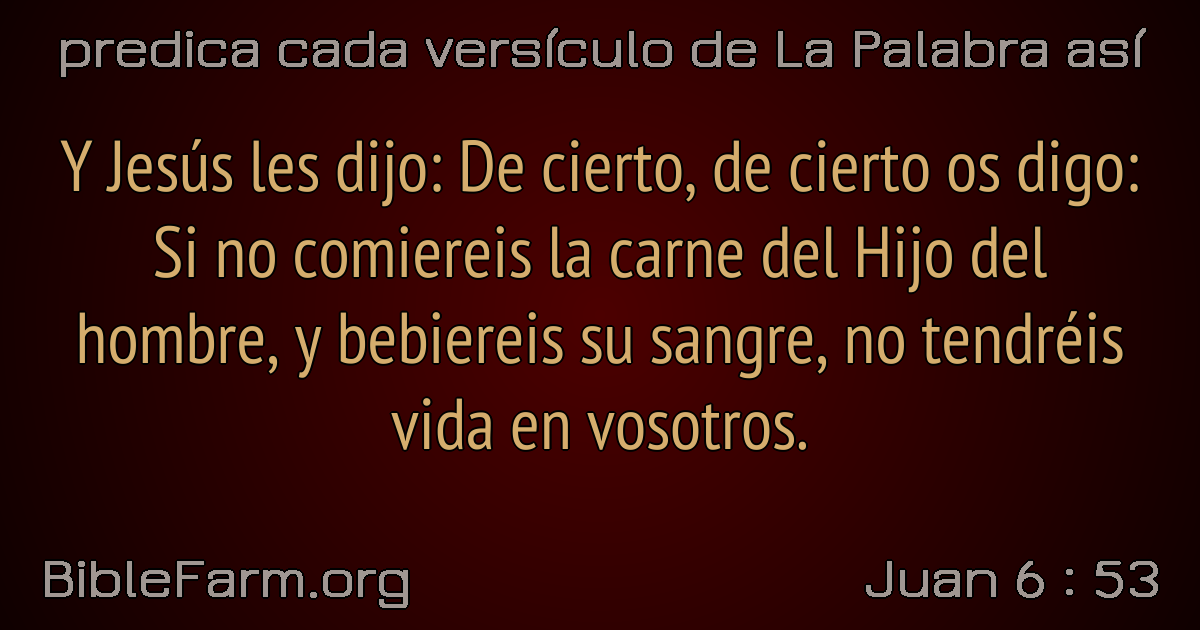 predica cada versículo de La Palabra así
Y Jesús les dijo: De cierto, de cierto os digo:
Si no comiereis la carne del Hijo del
hombre, y bebiereis su sangre, no tendréis
vida en vosotros.
BibleFarm.org
Juan 6 : 53